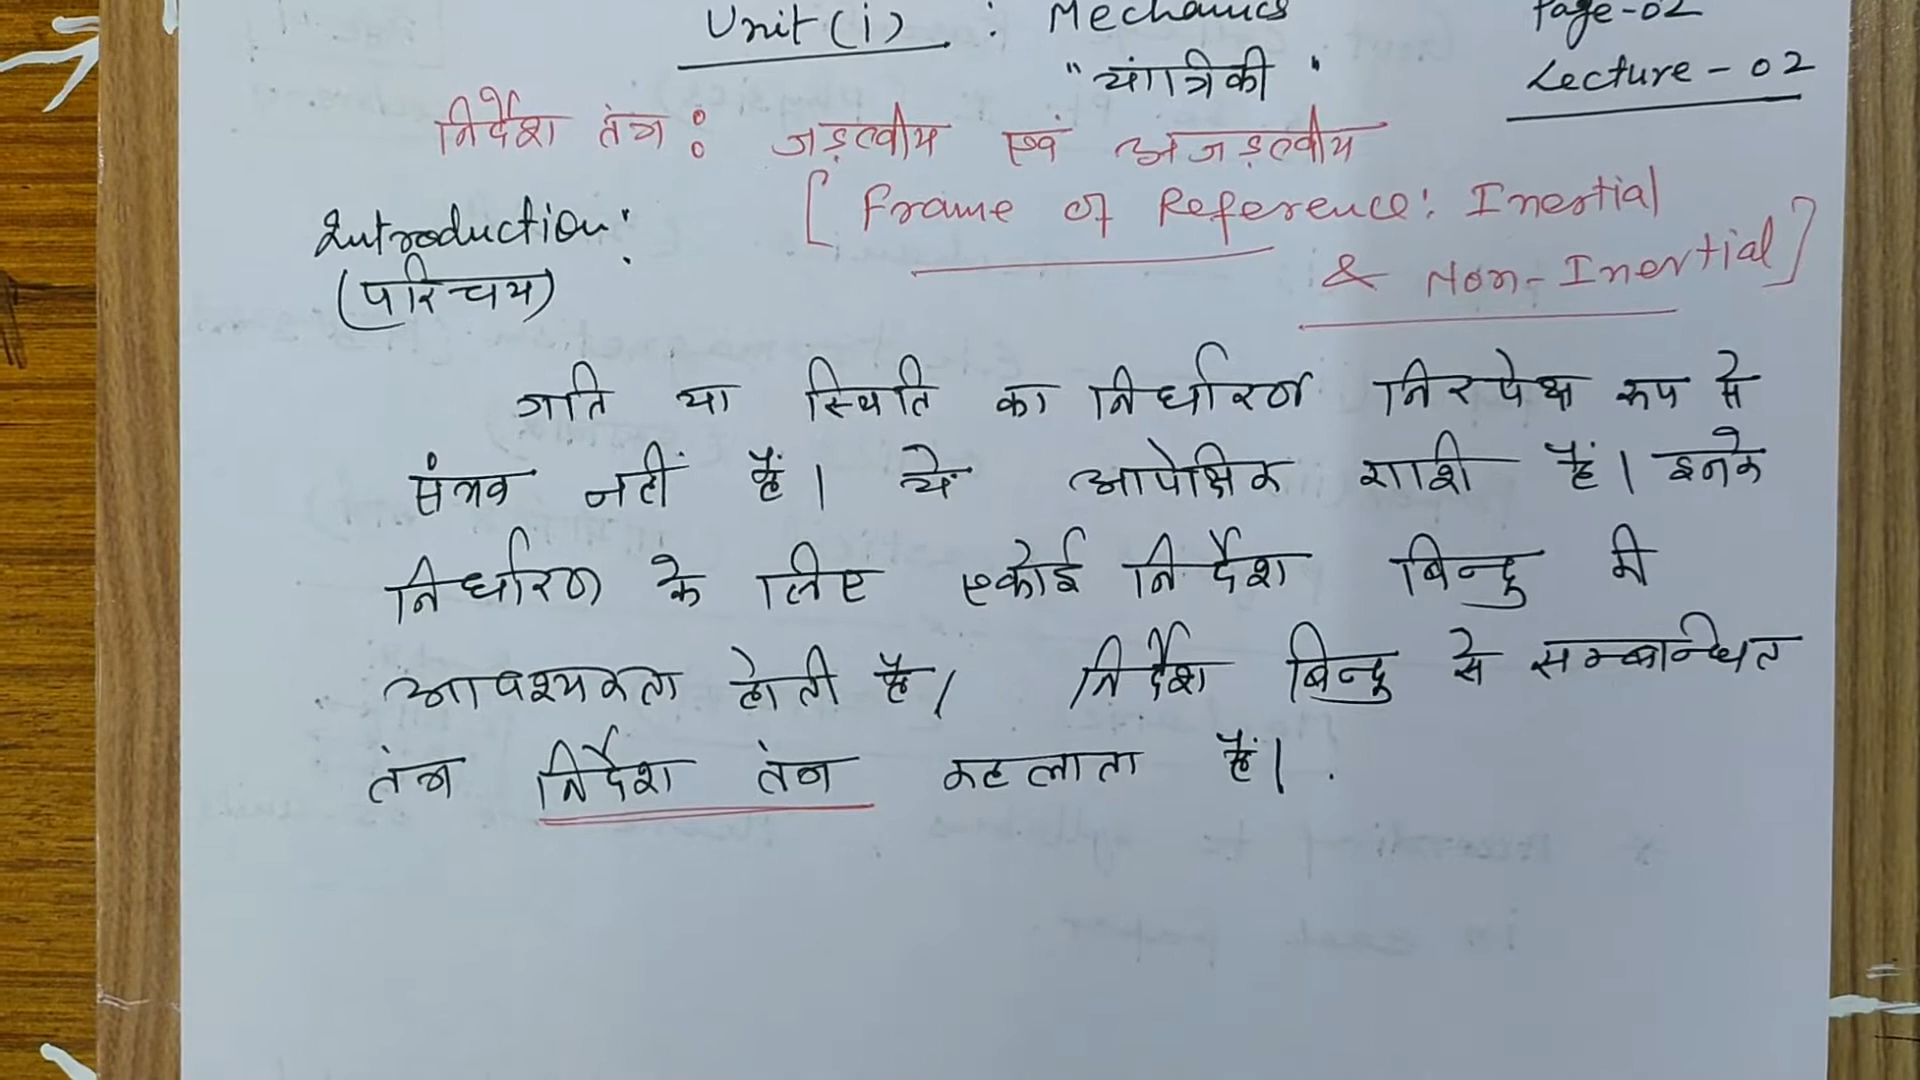 Unit (i) : Mechanics Page-02
"यांत्रिकी" Lecture - 02
निर्देश तंत्र : जड़त्वीय एवं अजड़त्वीय
[ Frame of Reference : Inertial
& Non-Inertial ]
Introduction :
(परिचय)
गति या स्थिति का निर्धारण निरपेक्ष रूप से
संभव नहीं हैं। ये आपेक्षिक राशी हैं। इनके
निर्धारण के लिए एकोई निर्देश बिन्दु की
आवश्यकता होती है। निर्देश बिन्दु से सम्बान्धित
तंत्र निर्देश तंत्र कहलाता हैं।